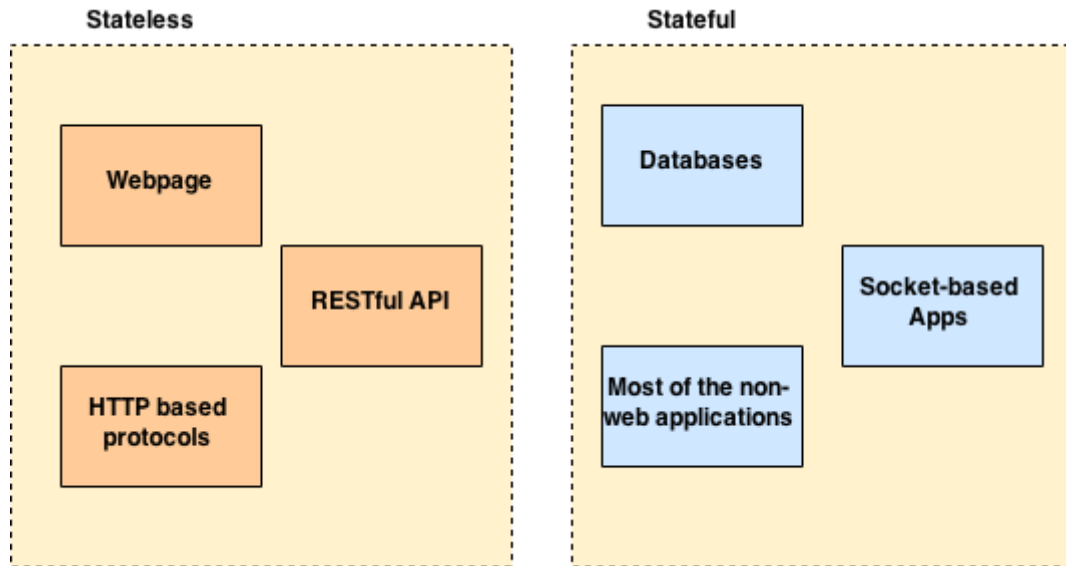 Stateless
Webpage
RESTful API
HTTP based
protocols
Stateful
Databases
Socket-based
Apps
Most of the non-
web applications